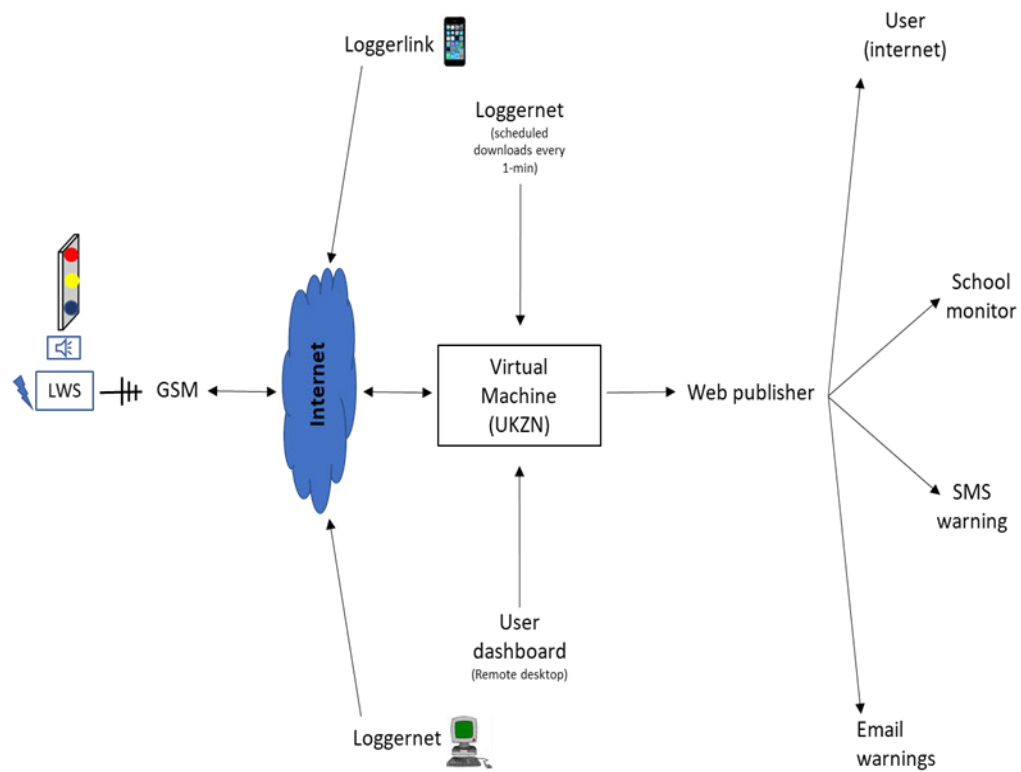 Loggerlink
Loggernet
(scheduled
downloads every
1-min)
User
(internet)
School
monitor
LWS
GSM
Internet
Virtual
Machine
(UKZN)
Web publisher
SMS
warning
User
dashboard
(Remote desktop)
Loggernet
Email
warnings